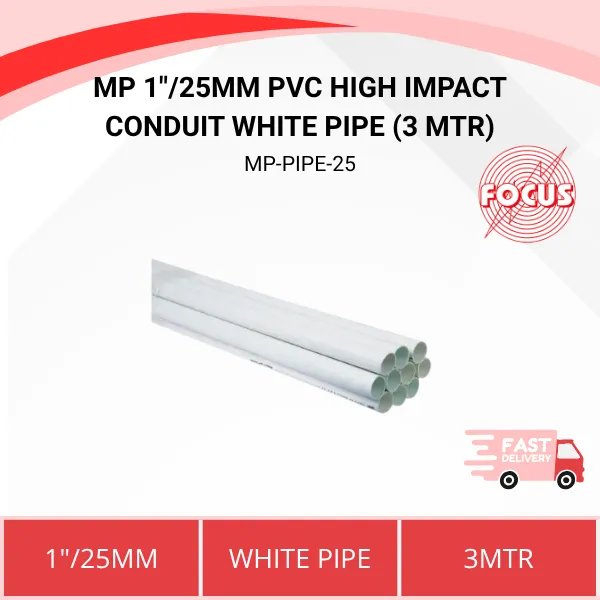 MP 1"/25MM PVC HIGH IMPACT
CONDUIT WHITE PIPE (3 MTR)
MP-PIPE-25
FOCUS
FAST
DELIVERY
1"/25MM
WHITE PIPE
3MTR